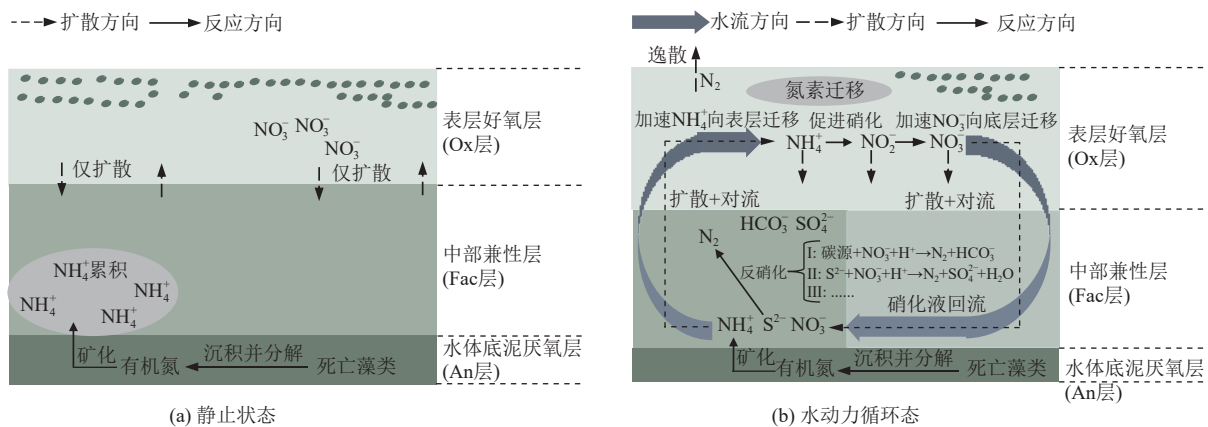 扩散方向 反应方向
NO₃⁻ NO₃⁻
NO₃⁻
仅扩散 仅扩散
NH₄⁺累积
NH₄⁺ NH₄⁺
NH₄⁺
矿化 有机氮 沉积并分解 死亡藻类
表层好氧层
(Ox层)
中部兼性层
(Fac层)
水体底泥厌氧层
(An层)
(a) 静止状态
水流方向 扩散方向 反应方向
逸散
N₂
氮素迁移
加速NH₄⁺向表层迁移 促进硝化 加速NO₃⁻向底层迁移
NH₄⁺ NO₂⁻ NO₃⁻
扩散+对流 扩散+对流
HCO₃⁻ SO₄²⁻
N₂
反硝化
I: 碳源+NO₃⁻+H⁺→N₂+HCO₃⁻
II: S²⁻+NO₃⁻+H⁺→N₂+SO₄²⁻+H₂O
III: ......
硝化液回流
NH₄⁺ S²⁻ NO₃⁻
矿化 有机氮 沉积并分解 死亡藻类
表层好氧层
(Ox层)
中部兼性层
(Fac层)
水体底泥厌氧层
(An层)
(b) 水动力循环态